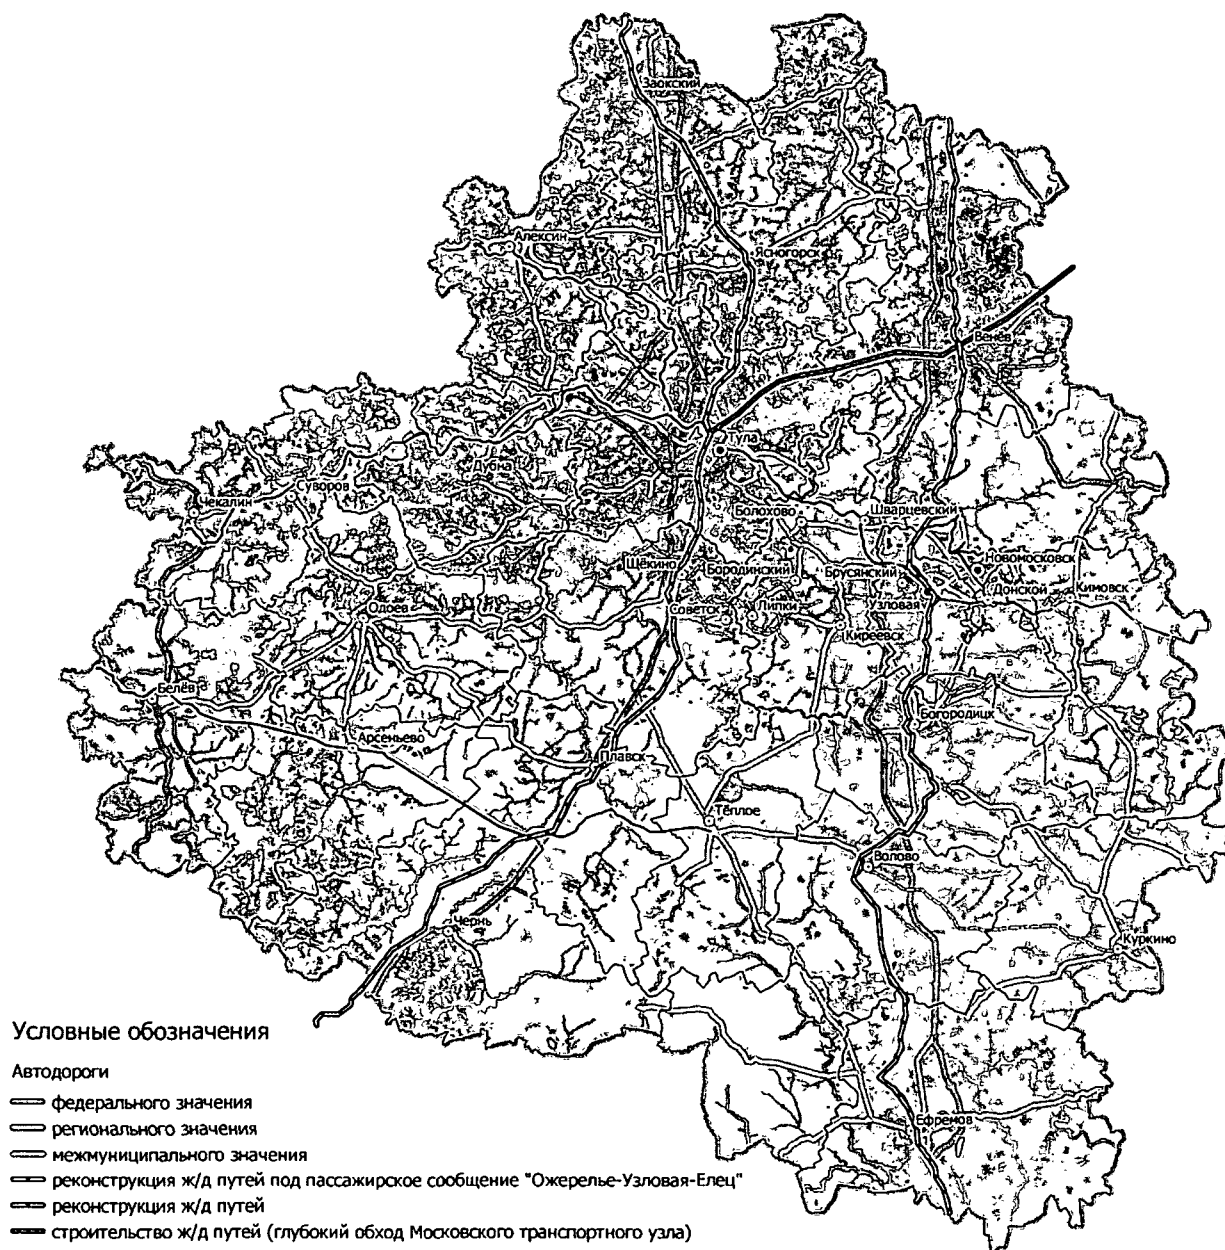 Заокский
Алексин
Ясногорск
Венёв
Тула
Дубна
Суворов
Чекалин
Болохово
Шварцевский
Щёкино
Бородинский
Брусянский
Новомосковск
Донской
Кимовск
Узловая
Одоев
Советск
Липки
Киреевск
Белёв
Богородицк
Арсеньево
Плавск
Тёплое
Волово
Чернь
Куркино
Ефремов
Условные обозначения
Автодороги
федерального значения
регионального значения
межмуниципального значения
реконструкция ж/д путей под пассажирское сообщение "Ожерелье-Узловая-Елец"
реконструкция ж/д путей
строительство ж/д путей (глубокий обход Московского транспортного узла)